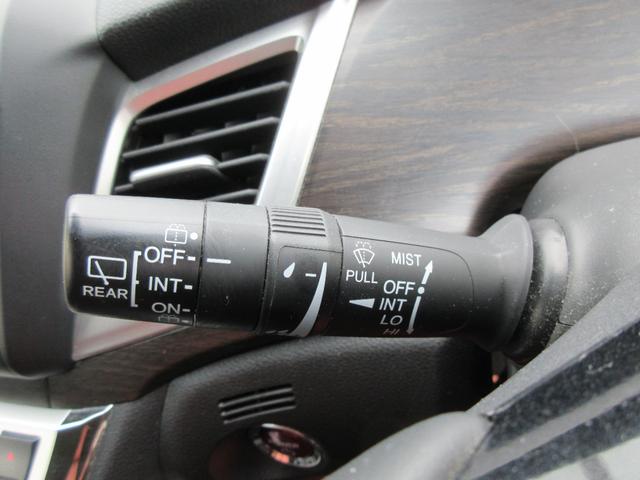 OFF
INT
ON
REAR
PULL
MIST
OFF
INT
LO
HI